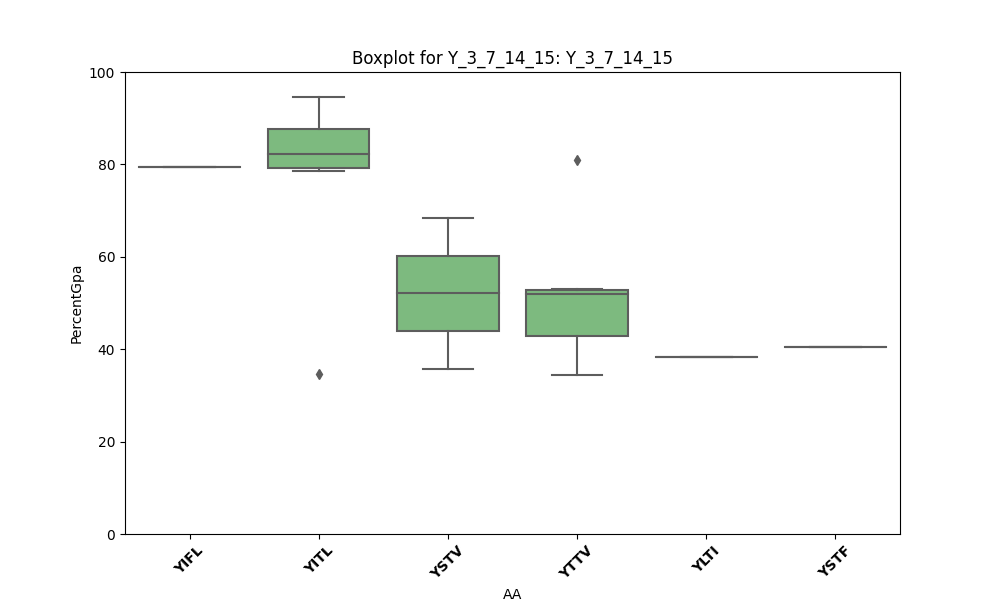 Boxplot for Y_3_7_14_15: Y_3_7_14_15
100
80
60
40
20
0
PercentGpa
YIFL
YITL
YSTV
YTTV
YLTI
YSTF
AA